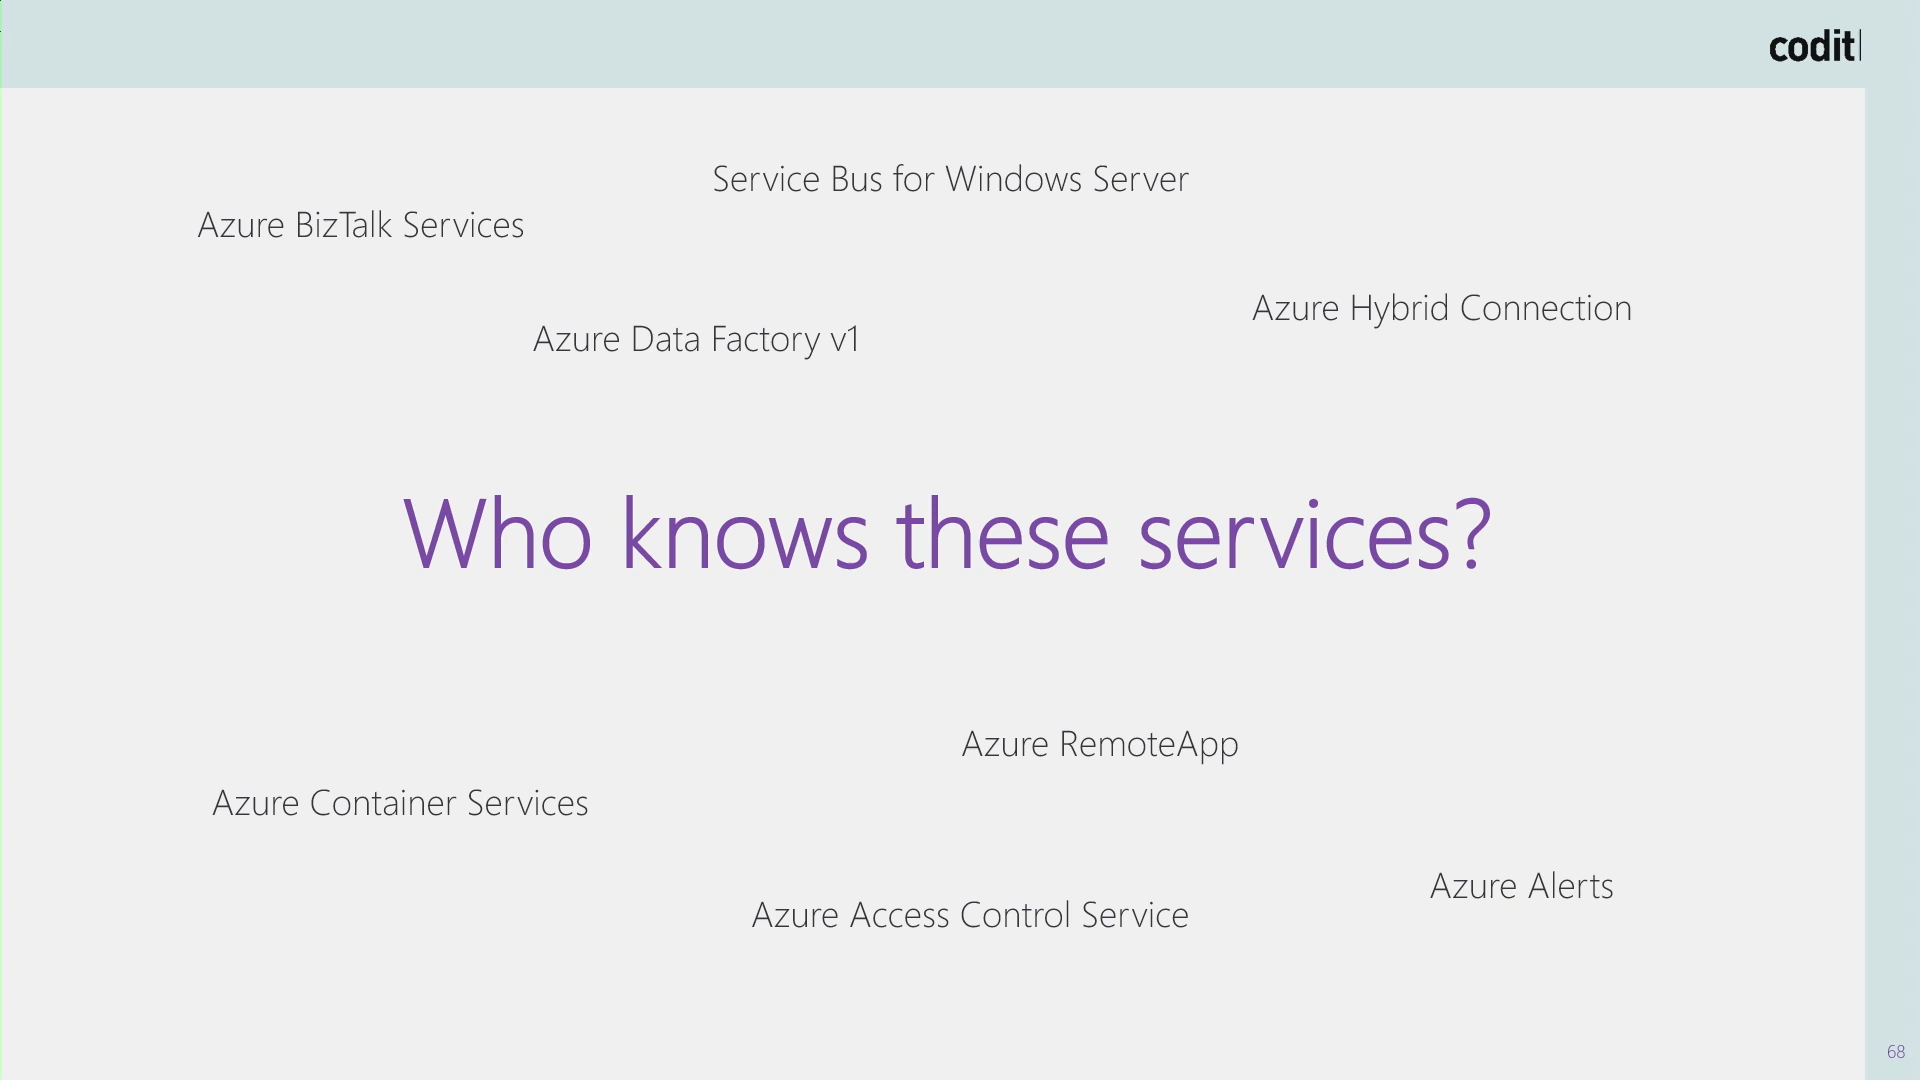 codit
Service Bus for Windows Server
Azure BizTalk Services
Azure Hybrid Connection
Azure Data Factory v1
Who knows these services?
Azure RemoteApp
Azure Container Services
Azure Alerts
Azure Access Control Service
68